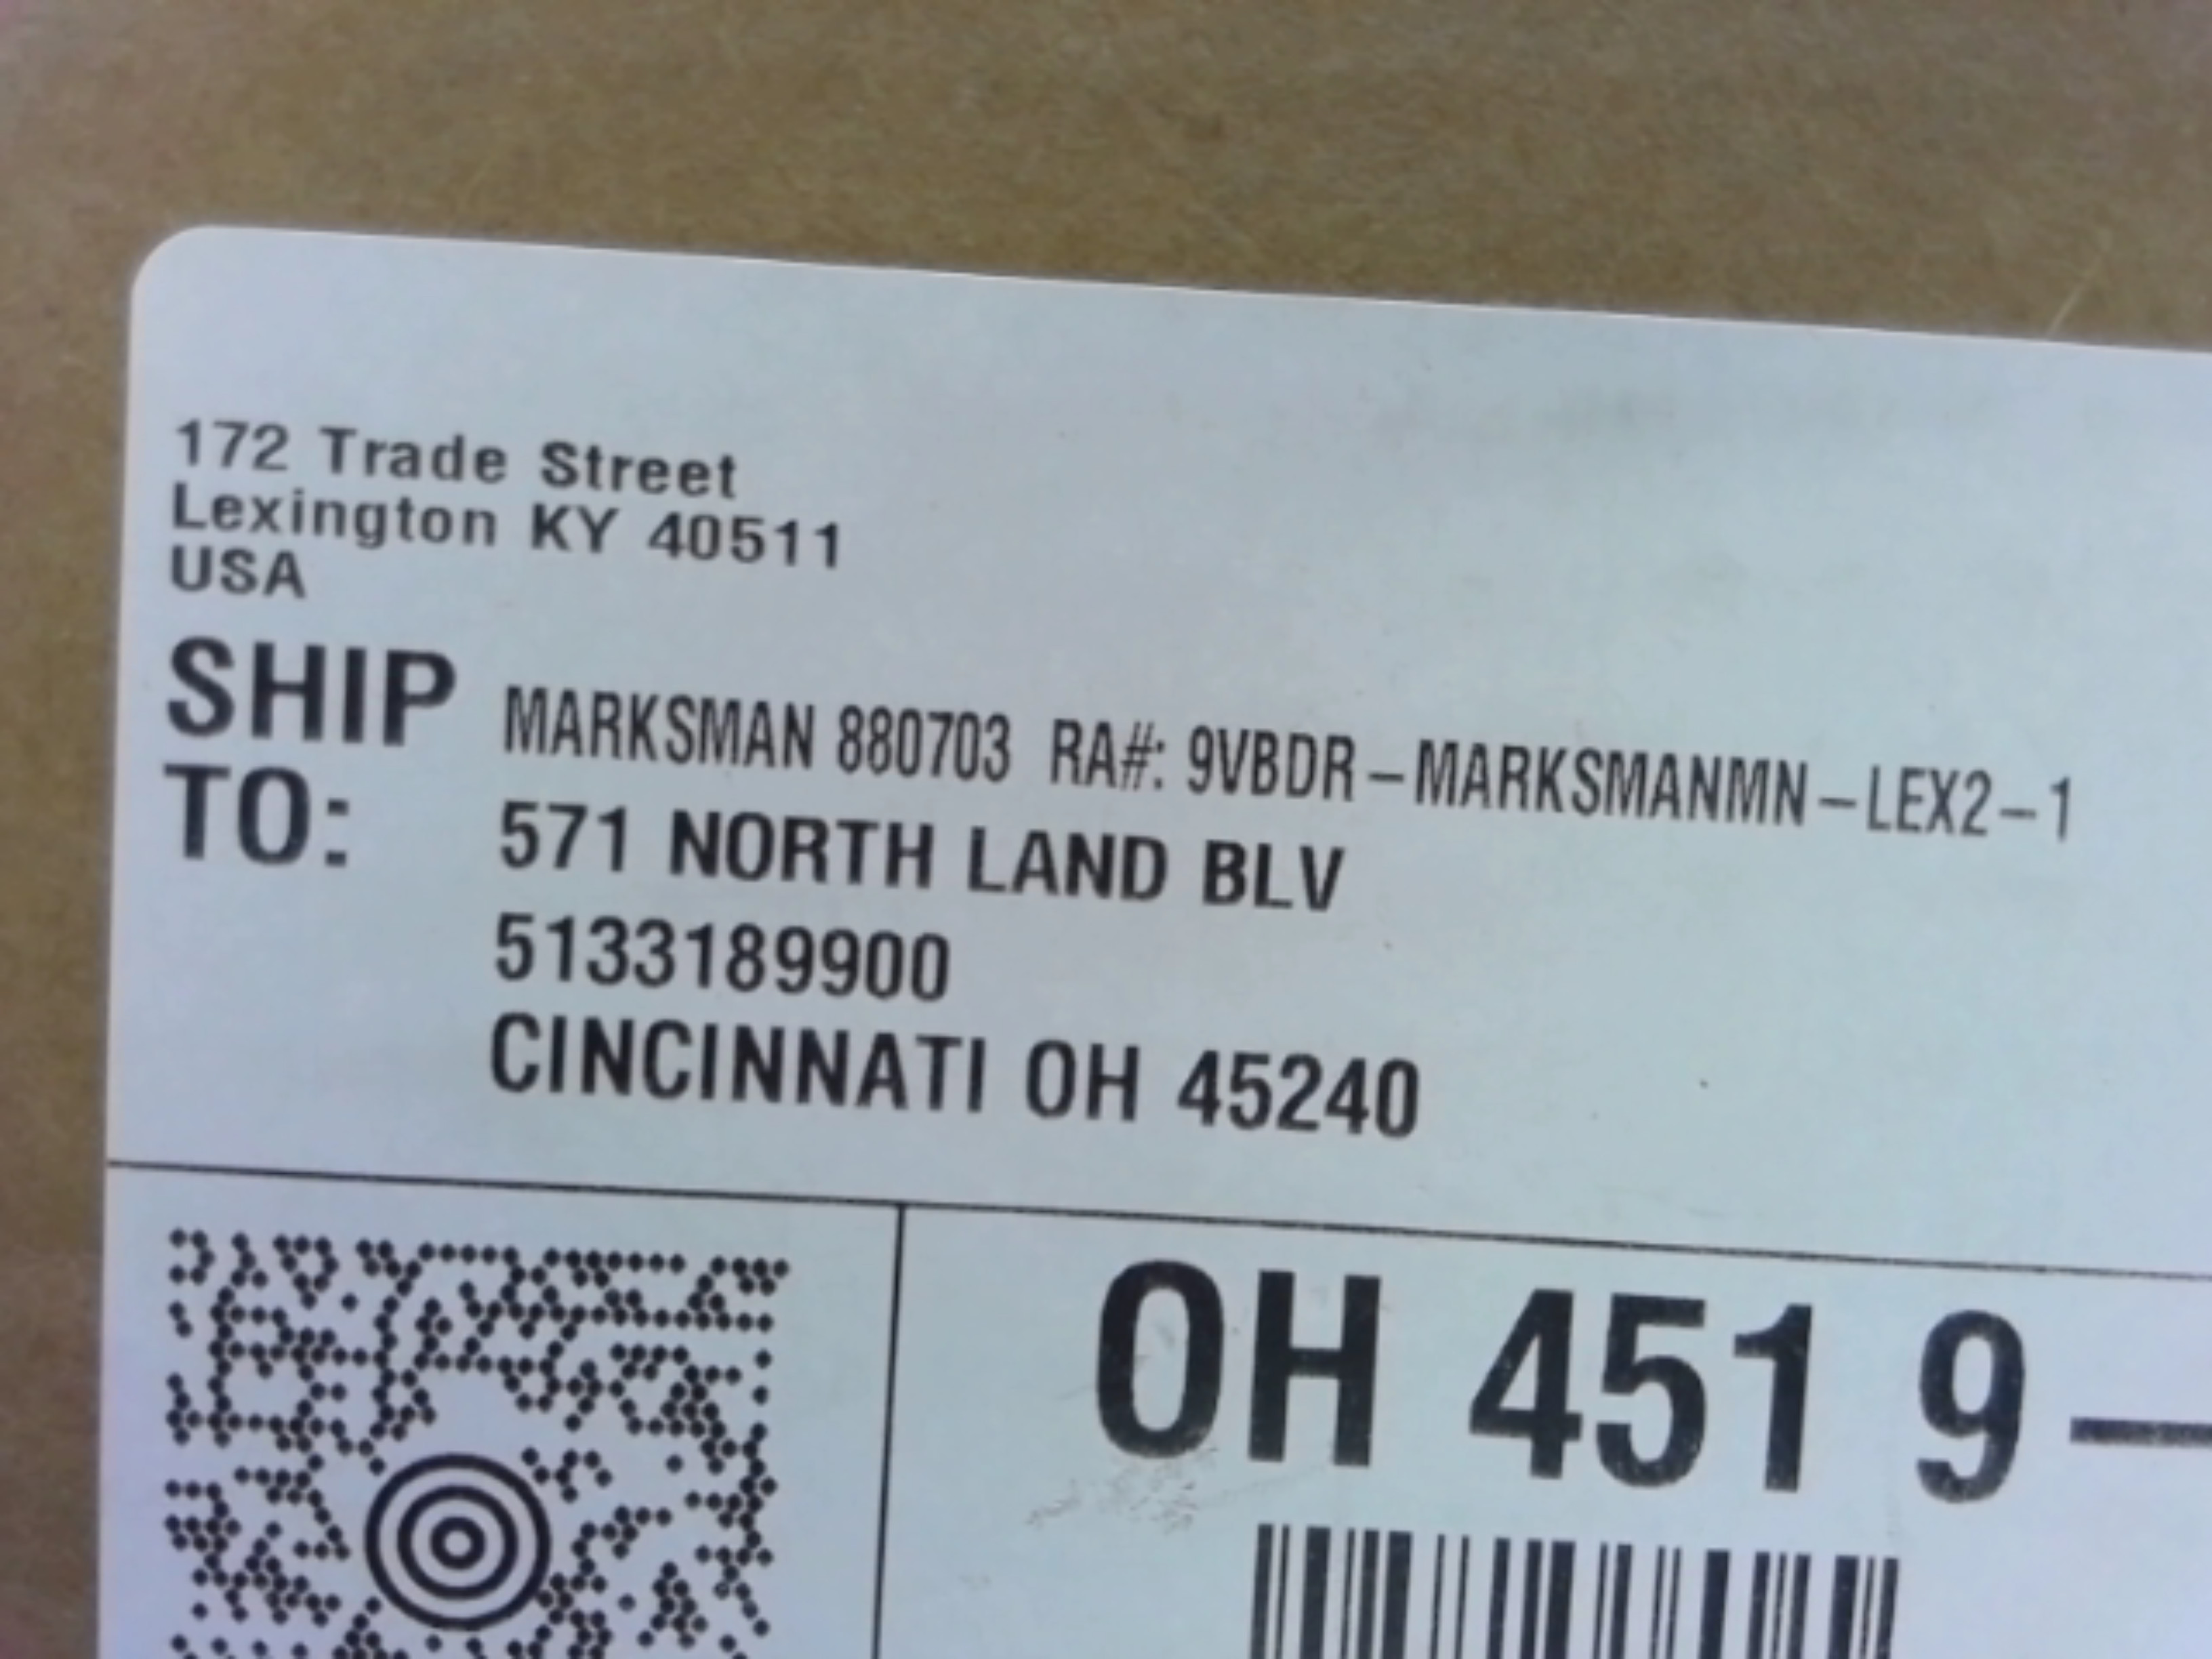 172 Trade Street
Lexington KY 40511
USA
SHIP TO:
MARKSMAN 880703 RA#: 9VBDR-MARKSMANMN-LEX2-1
571 NORTH LAND BLV
5133189900
CINCINNATI OH 45240
OH 451 9-